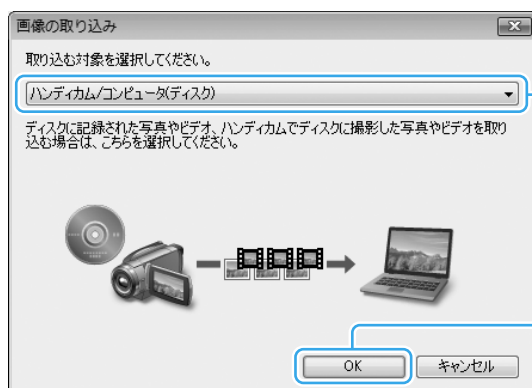 画像の取り込み
取り込む対象を選択してください。
ハンディカム/コンピュータ(ディスク)
ディスクに記録された写真やビデオ、ハンディカムでディスクに撮影した写真やビデオを取り
込む場合は、こちらを選択してください。
OK
キャンセル